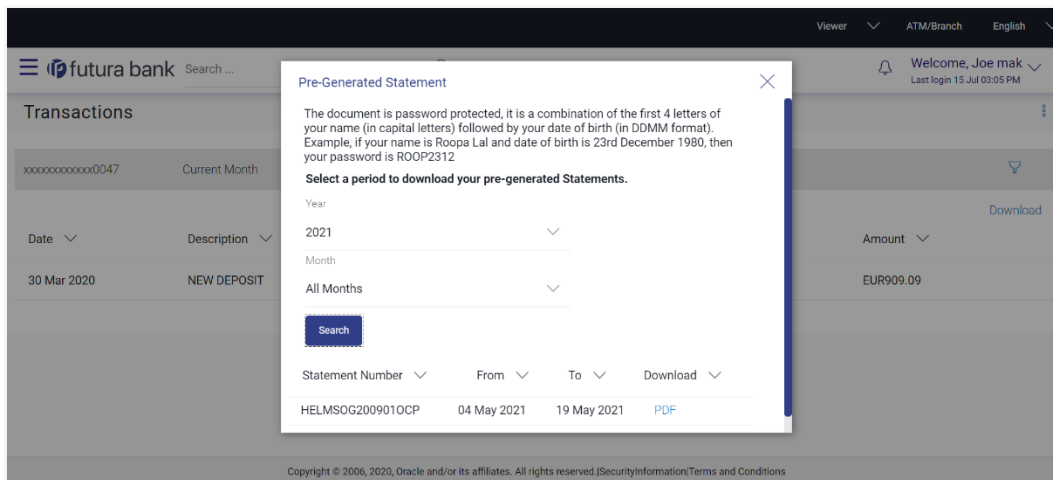 Viewer ATM/Branch English
futura bank Search ...
Welcome, Joe mak
Last login 15 Jul 03:05 PM
Transactions
Pre-Generated Statement
The document is password protected, it is a combination of the first 4 letters of
your name (in capital letters) followed by your date of birth (in DDMM format).
Example, if your name is Roopa Lal and date of birth is 23rd December 1980, then
your password is ROOP2312
Select a period to download your pre-generated Statements.
Year
2021
Month
All Months
Search
Statement Number From To Download
HELMSOG200901OCP 04 May 2021 19 May 2021 PDF
xxxxxxxxxxxx0047 Current Month
Download
Date Description Amount
30 Mar 2020 NEW DEPOSIT EUR909.09
Copyright © 2006, 2020, Oracle and/or its affiliates. All rights reserved.|SecurityInformation|Terms and Conditions